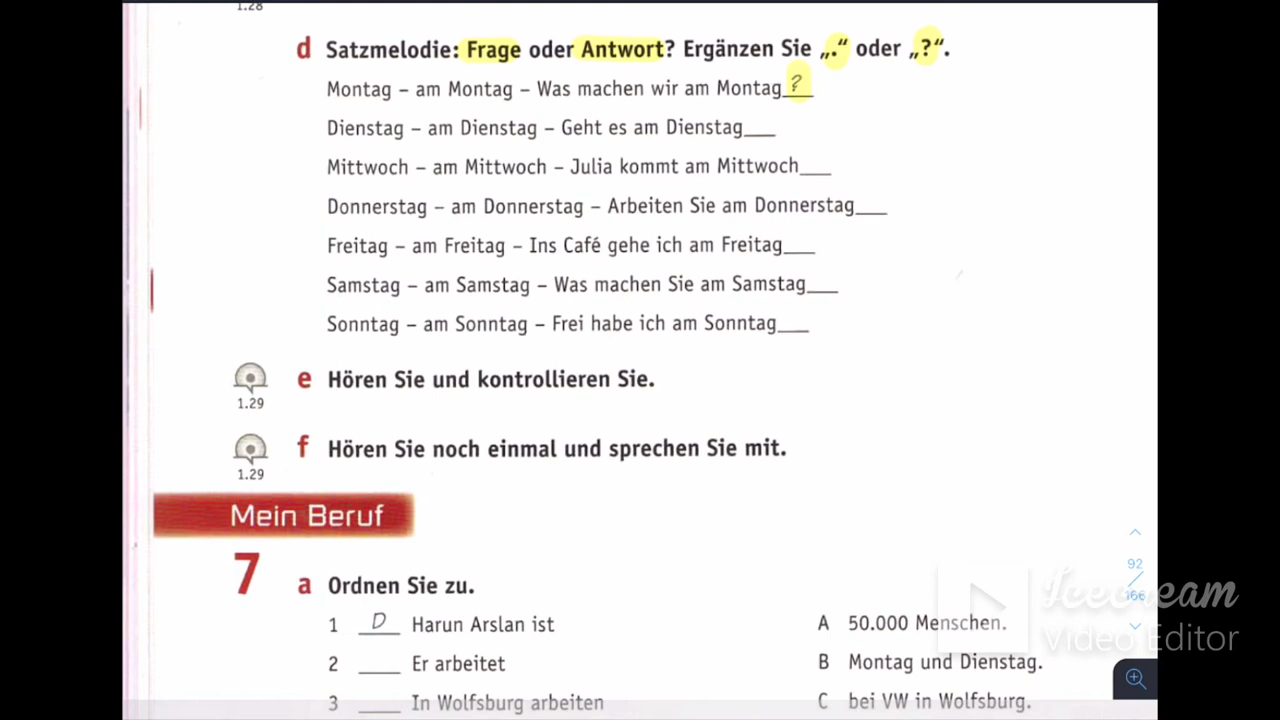 1.28
d Satzmelodie: Frage oder Antwort? Ergänzen Sie „.“ oder „?“.
Montag – am Montag – Was machen wir am Montag ?
Dienstag – am Dienstag – Geht es am Dienstag___
Mittwoch – am Mittwoch – Julia kommt am Mittwoch___
Donnerstag – am Donnerstag – Arbeiten Sie am Donnerstag___
Freitag – am Freitag – Ins Café gehe ich am Freitag___
Samstag – am Samstag – Was machen Sie am Samstag___
Sonntag – am Sonntag – Frei habe ich am Sonntag___
e Hören Sie und kontrollieren Sie.
1.29
f Hören Sie noch einmal und sprechen Sie mit.
1.29
Mein Beruf
7 a Ordnen Sie zu.
1 D Harun Arslan ist A 50.000 Menschen.
2 ____ Er arbeitet B Montag und Dienstag.
3 ____ In Wolfsburg arbeiten C bei VW in Wolfsburg.
92
166
Icecream
Video Editor